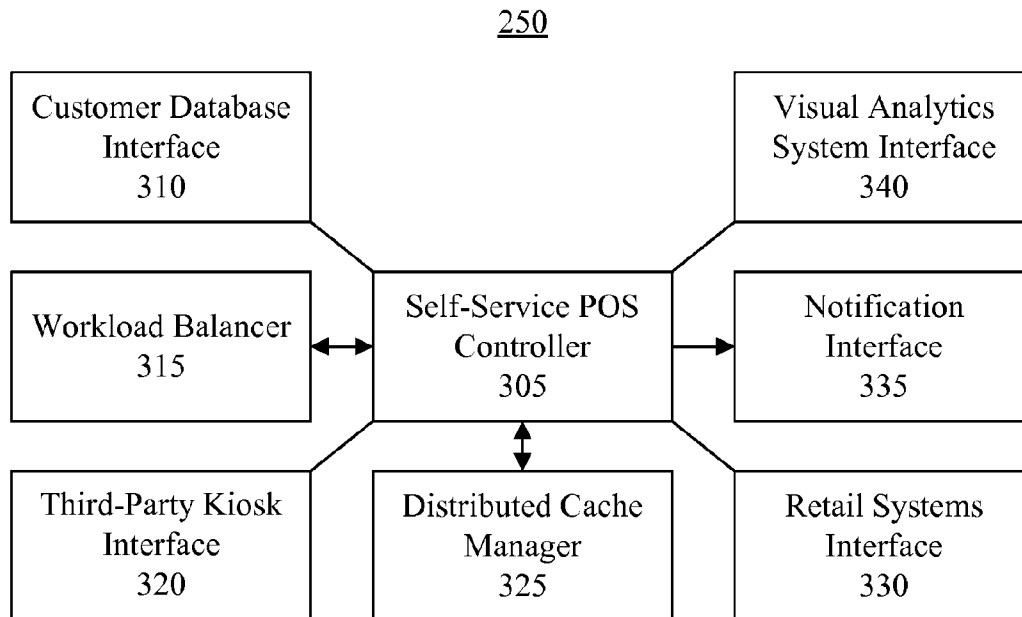 250
Customer Database
Interface
310
Visual Analytics
System Interface
340
Workload Balancer
315
Self-Service POS
Controller
305
Notification
Interface
335
Third-Party Kiosk
Interface
320
Distributed Cache
Manager
325
Retail Systems
Interface
330